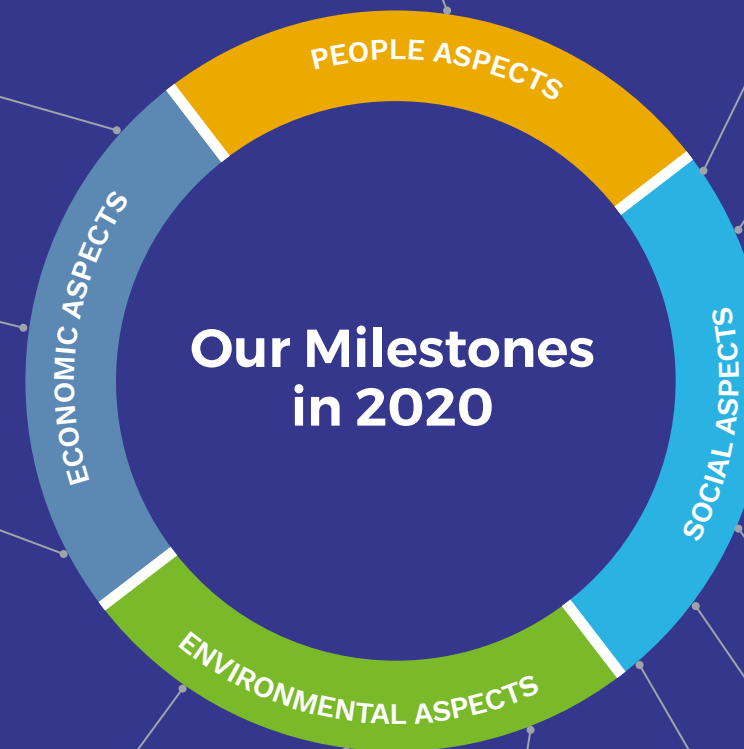 PEOPLE ASPECTS
ECONOMIC ASPECTS
Our Milestones
in 2020
SOCIAL ASPECTS
ENVIRONMENTAL ASPECTS